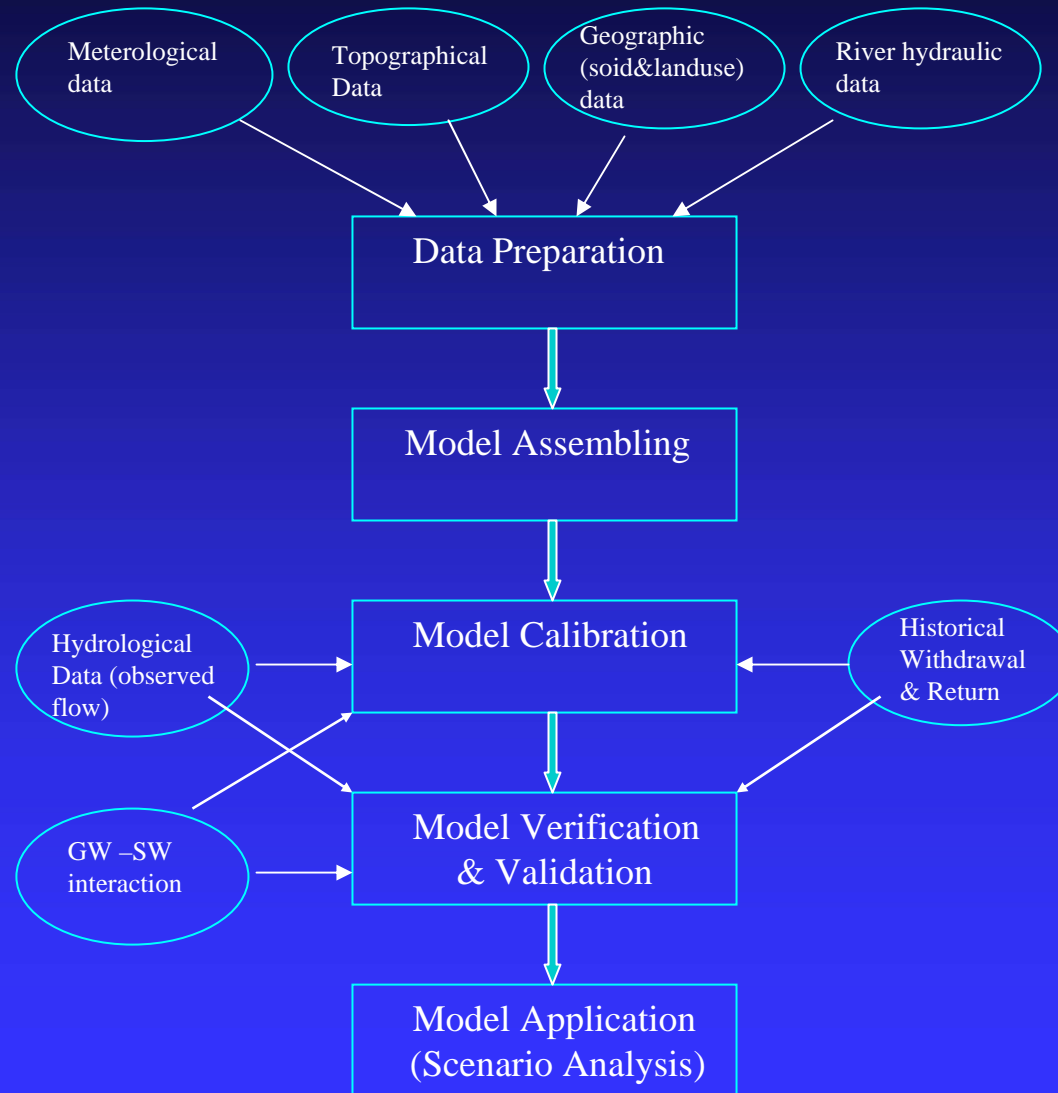 Meterological
data
Topographical
Data
Geographic
(soid&landuse)
data
River hydraulic
data
Data Preparation
Model Assembling
Model Calibration
Hydrological
Data (observed
flow)
Historical
Withdrawal
& Return
Model Verification
& Validation
GW –SW
interaction
Model Application
(Scenario Analysis)